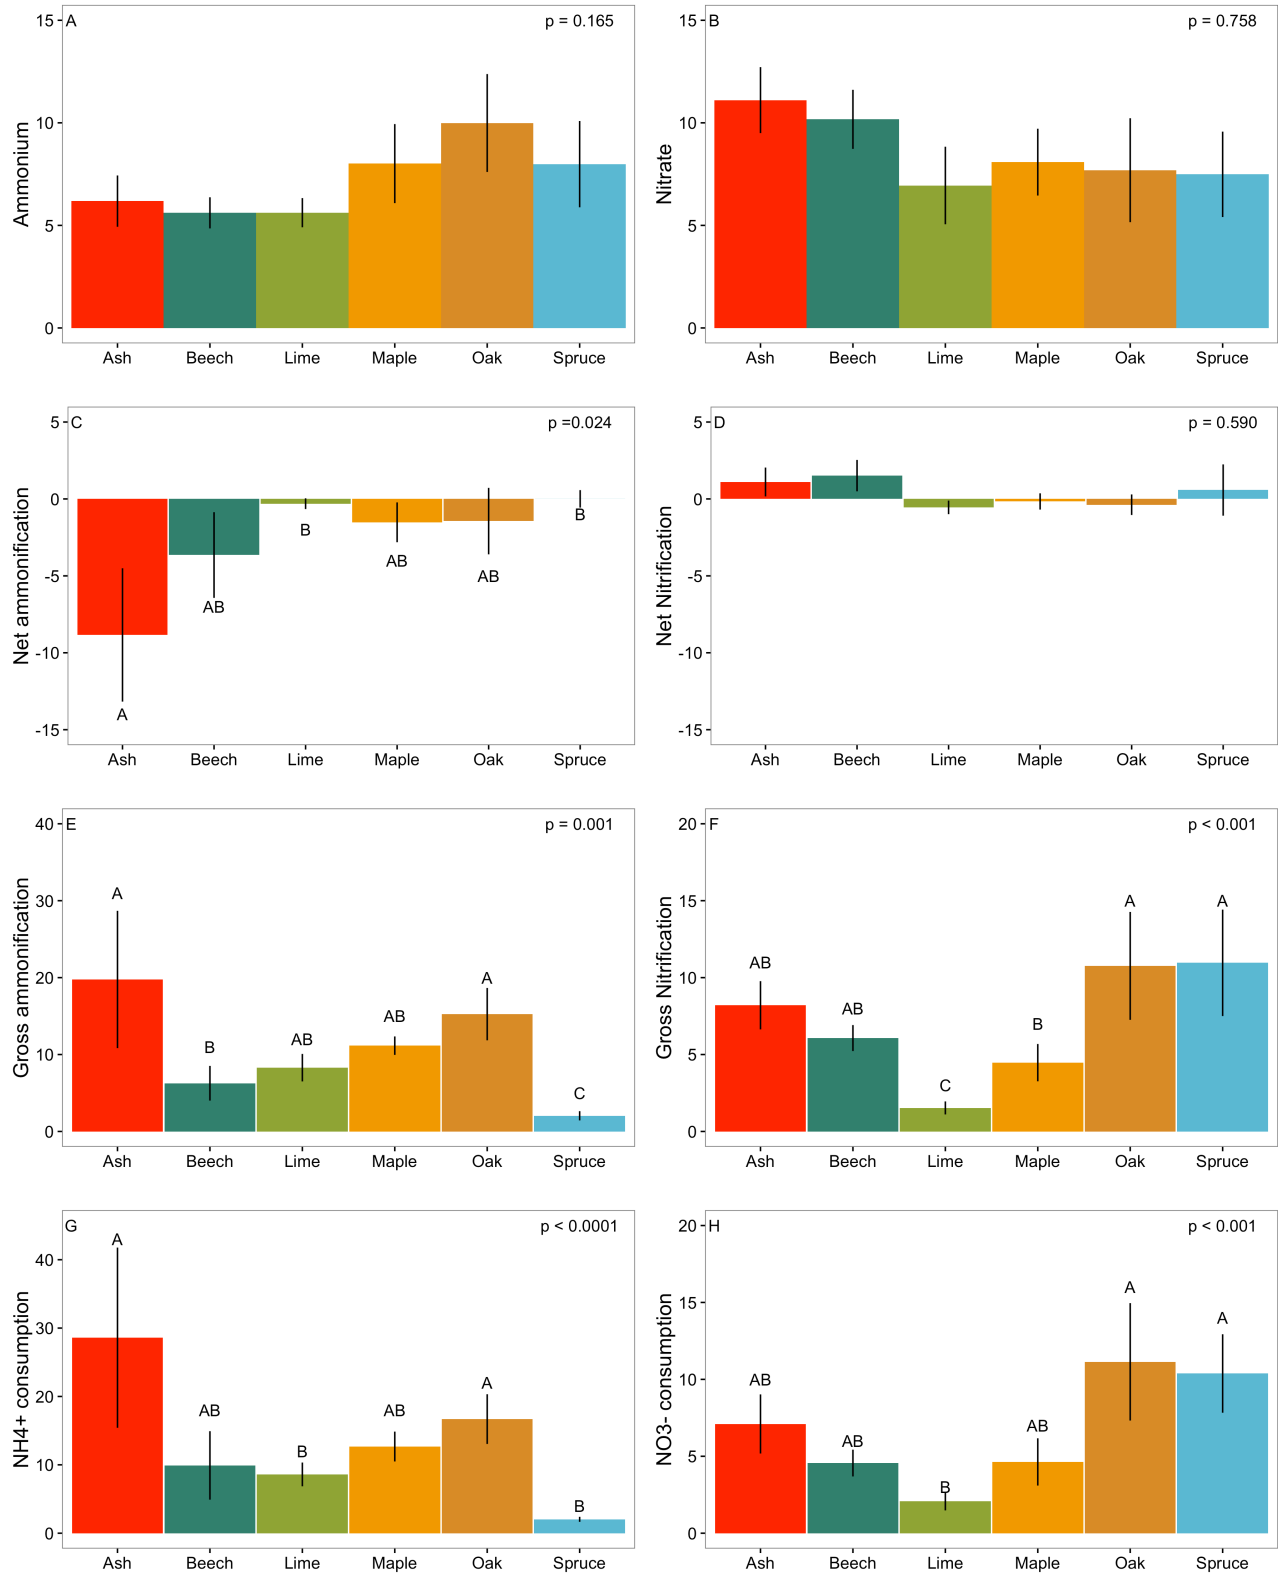 A p = 0.165
15
10
5
0
Ammonium
Ash Beech Lime Maple Oak Spruce
B p = 0.758
15
10
5
0
Nitrate
Ash Beech Lime Maple Oak Spruce
C p =0.024
5
0
-5
-10
-15
Net ammonification
A AB B AB AB B
Ash Beech Lime Maple Oak Spruce
D p = 0.590
5
0
-5
-10
-15
Net Nitrification
Ash Beech Lime Maple Oak Spruce
E p = 0.001
40
30
20
10
0
Gross ammonification
A B AB AB A C
Ash Beech Lime Maple Oak Spruce
F p < 0.001
20
15
10
5
0
Gross Nitrification
AB AB C B A A
Ash Beech Lime Maple Oak Spruce
G p < 0.0001
40
30
20
10
0
NH4+ consumption
A AB B AB A B
Ash Beech Lime Maple Oak Spruce
H p < 0.001
20
15
10
5
0
NO3- consumption
AB AB B AB A A
Ash Beech Lime Maple Oak Spruce